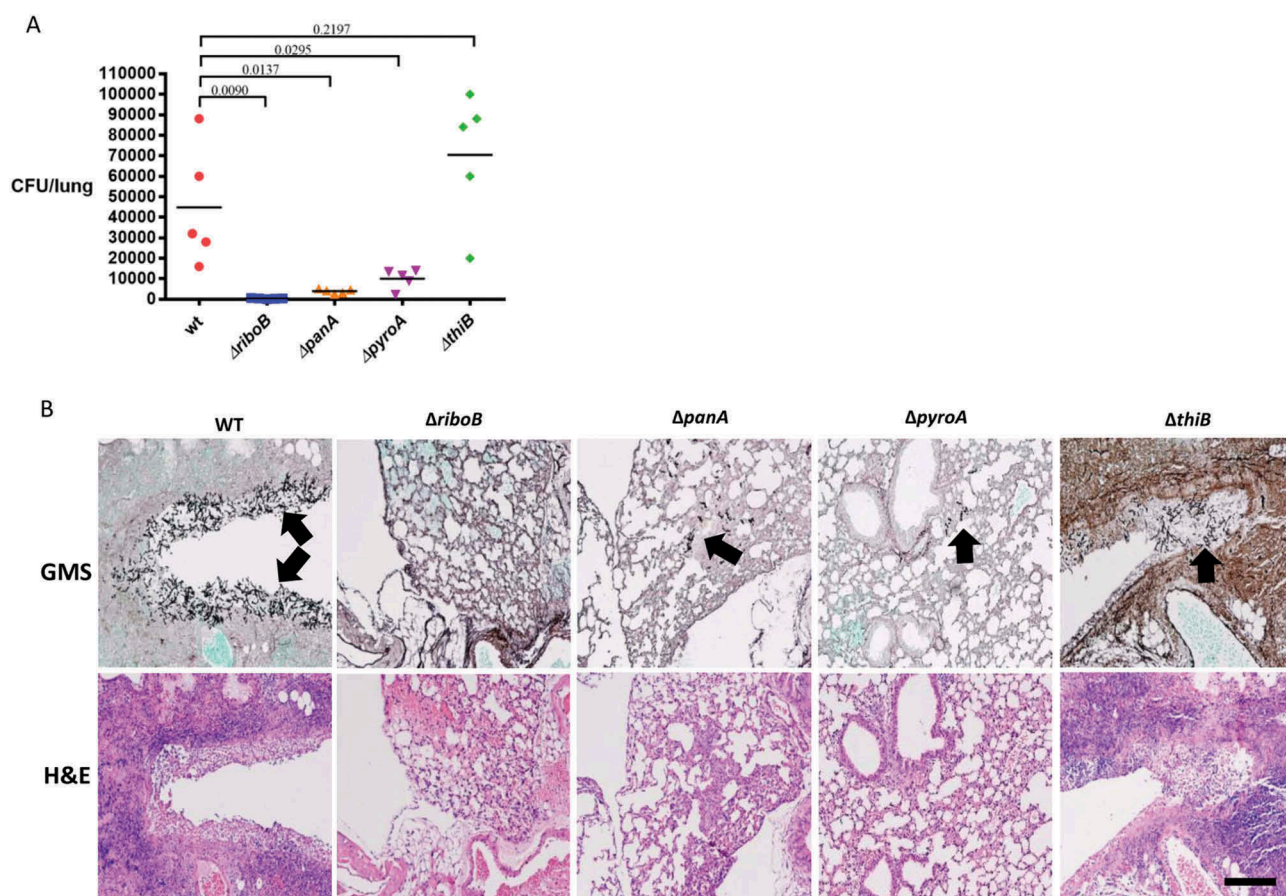 A
0.2197
0.0295
0.0137
0.0090
110000
100000
90000
80000
70000
60000
50000
40000
30000
20000
10000
0
CFU/lung
wt
ΔriboB
ΔpanA
ΔpyroA
ΔthiB
B
WT
ΔriboB
ΔpanA
ΔpyroA
ΔthiB
GMS
H&E